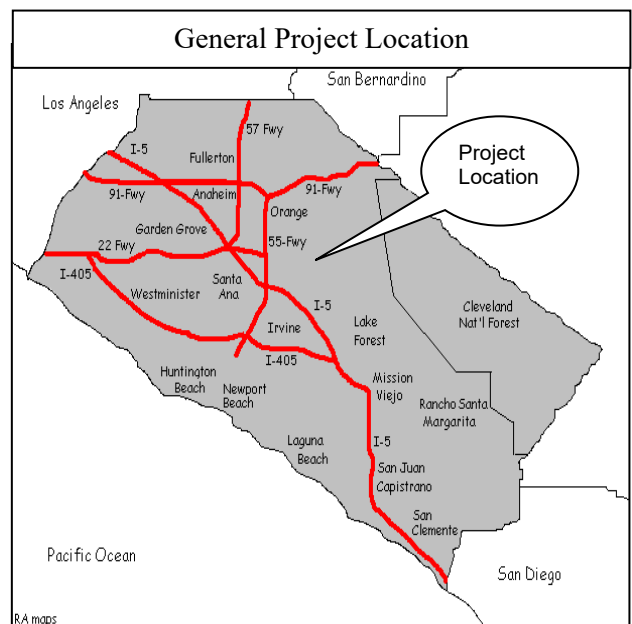 General Project Location
San Bernardino
Los Angeles
57 Fwy
I-5
Fullerton
Project
Location
91-Fwy
Anaheim
91-Fwy
Orange
Garden Grove
22 Fwy
55-Fwy
I-405
Santa
Ana
Westminister
I-5
Cleveland
Nat'l Forest
Irvine
Lake
Forest
I-405
Huntington
Beach
Newport
Beach
Mission
Viejo
Rancho Santa
Margarita
Laguna
Beach
I-5
San Juan
Capistrano
San
Clemente
Pacific Ocean
San Diego
RA maps